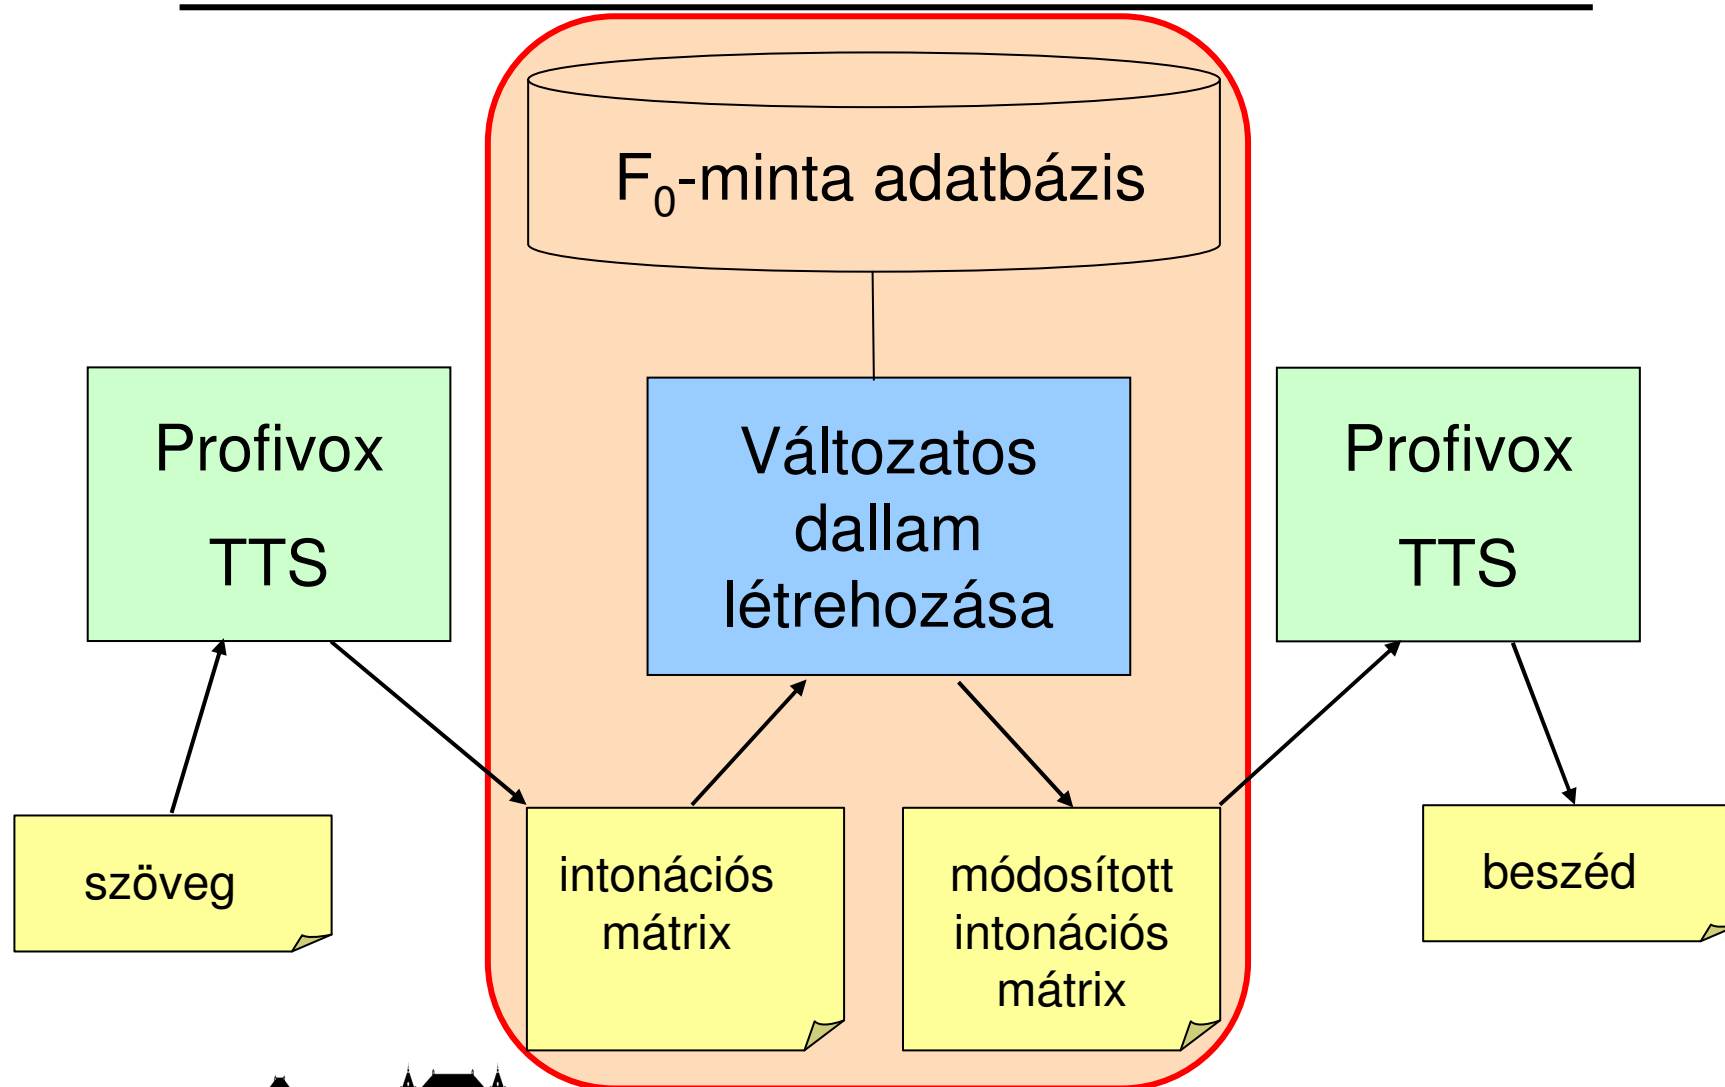 F₀-minta adatbázis
Profivox
TTS
Változatos
dallam
létrehozása
Profivox
TTS
szöveg
intonációs
mátrix
módosított
intonációs
mátrix
beszéd